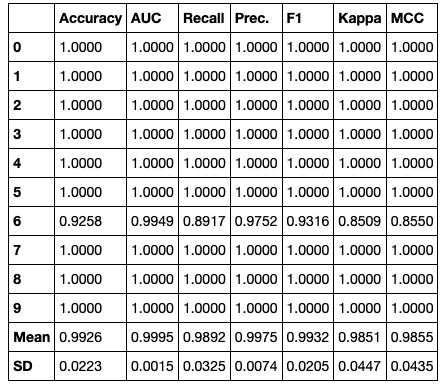 Accuracy AUC Recall Prec. F1 Kappa MCC
0 1.0000 1.0000 1.0000 1.0000 1.0000 1.0000 1.0000
1 1.0000 1.0000 1.0000 1.0000 1.0000 1.0000 1.0000
2 1.0000 1.0000 1.0000 1.0000 1.0000 1.0000 1.0000
3 1.0000 1.0000 1.0000 1.0000 1.0000 1.0000 1.0000
4 1.0000 1.0000 1.0000 1.0000 1.0000 1.0000 1.0000
5 1.0000 1.0000 1.0000 1.0000 1.0000 1.0000 1.0000
6 0.9258 0.9949 0.8917 0.9752 0.9316 0.8509 0.8550
7 1.0000 1.0000 1.0000 1.0000 1.0000 1.0000 1.0000
8 1.0000 1.0000 1.0000 1.0000 1.0000 1.0000 1.0000
9 1.0000 1.0000 1.0000 1.0000 1.0000 1.0000 1.0000
Mean 0.9926 0.9995 0.9892 0.9975 0.9932 0.9851 0.9855
SD 0.0223 0.0015 0.0325 0.0074 0.0205 0.0447 0.0435